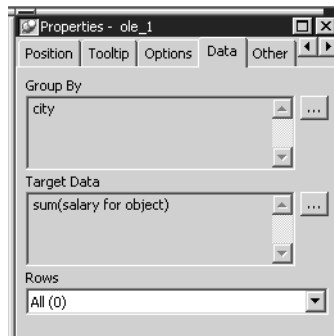 Properties - ole_1
Position Tooltip Options Data Other
Group By
city
...
Target Data
sum(salary for object)
...
Rows
All (0)